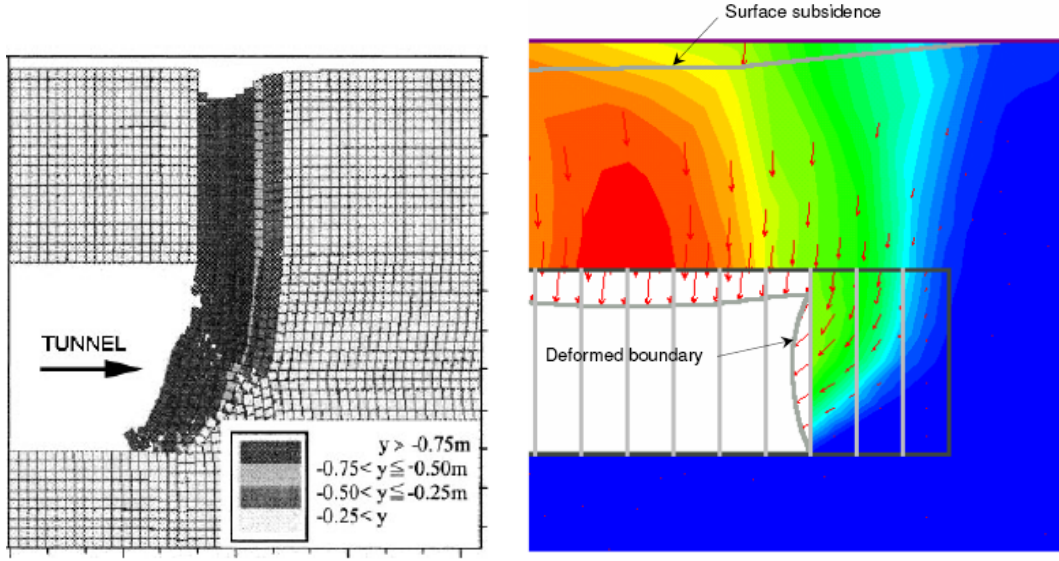 Surface subsidence
TUNNEL
Deformed boundary
y > -0.75m
-0.75< y ≦ -0.50m
-0.50< y ≦ -0.25m
-0.25< y